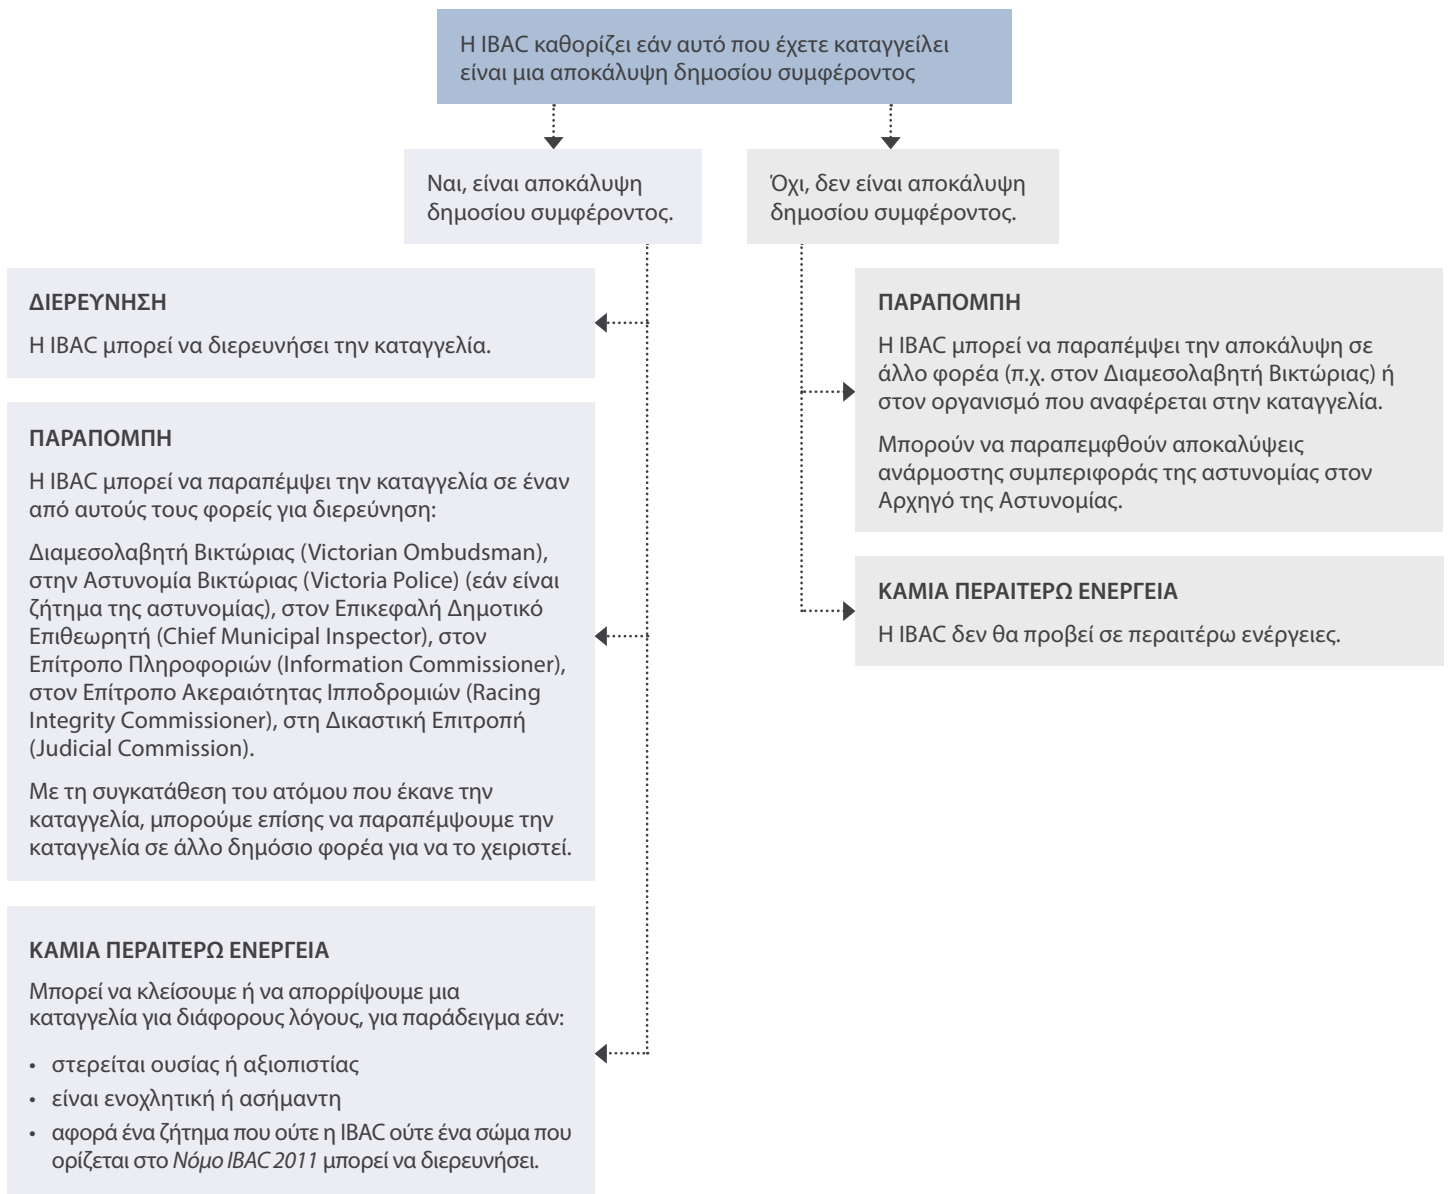 Η IBAC καθορίζει εάν αυτό που έχετε καταγγείλει
είναι μια αποκάλυψη δημοσίου συμφέροντος
Ναι, είναι αποκάλυψη
δημοσίου συμφέροντος.
Όχι, δεν είναι αποκάλυψη
δημοσίου συμφέροντος.
ΔΙΕΡΕΥΝΗΣΗ
Η IBAC μπορεί να διερευνήσει την καταγγελία.
ΠΑΡΑΠΟΜΠΗ
Η IBAC μπορεί να παραπέμψει την καταγγελία σε έναν
από αυτούς τους φορείς για διερεύνηση:
Διαμεσολαβητή Βικτώριας (Victorian Ombudsman),
στην Αστυνομία Βικτώριας (Victoria Police) (εάν είναι
ζήτημα της αστυνομίας), στον Επικεφαλή Δημοτικό
Επιθεωρητή (Chief Municipal Inspector), στον
Επίτροπο Πληροφοριών (Information Commissioner),
στον Επίτροπο Ακεραιότητας Ιπποδρομιών (Racing
Integrity Commissioner), στη Δικαστική Επιτροπή
(Judicial Commission).
Με τη συγκατάθεση του ατόμου που έκανε την
καταγγελία, μπορούμε επίσης να παραπέμψουμε την
καταγγελία σε άλλο δημόσιο φορέα για να το χειριστεί.
ΚΑΜΙΑ ΠΕΡΑΙΤΕΡΩ ΕΝΕΡΓΕΙΑ
Μπορεί να κλείσουμε ή να απορρίψουμε μια
καταγγελία για διάφορους λόγους, για παράδειγμα εάν:
• στερείται ουσίας ή αξιοπιστίας
• είναι ενοχλητική ή ασήμαντη
• αφορά ένα ζήτημα που ούτε η IBAC ούτε ένα σώμα που
ορίζεται στο Νόμο IBAC 2011 μπορεί να διερευνήσει.
ΠΑΡΑΠΟΜΠΗ
Η IBAC μπορεί να παραπέμψει την αποκάλυψη σε
άλλο φορέα (π.χ. στον Διαμεσολαβητή Βικτώριας) ή
στον οργανισμό που αναφέρεται στην καταγγελία.
Μπορούν να παραπεμφθούν αποκαλύψεις
ανάρμοστης συμπεριφοράς της αστυνομίας στον
Αρχηγό της Αστυνομίας.
ΚΑΜΙΑ ΠΕΡΑΙΤΕΡΩ ΕΝΕΡΓΕΙΑ
Η IBAC δεν θα προβεί σε περαιτέρω ενέργειες.